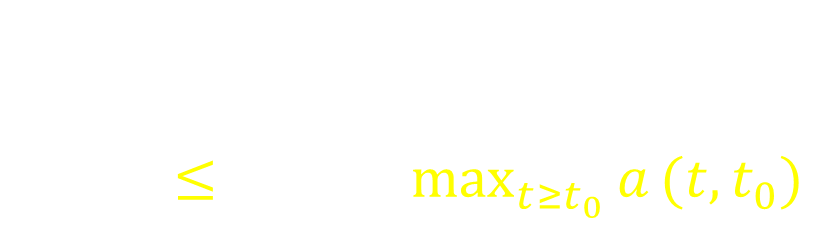 ≤ max_{t≥t_0} a (t, t_0)